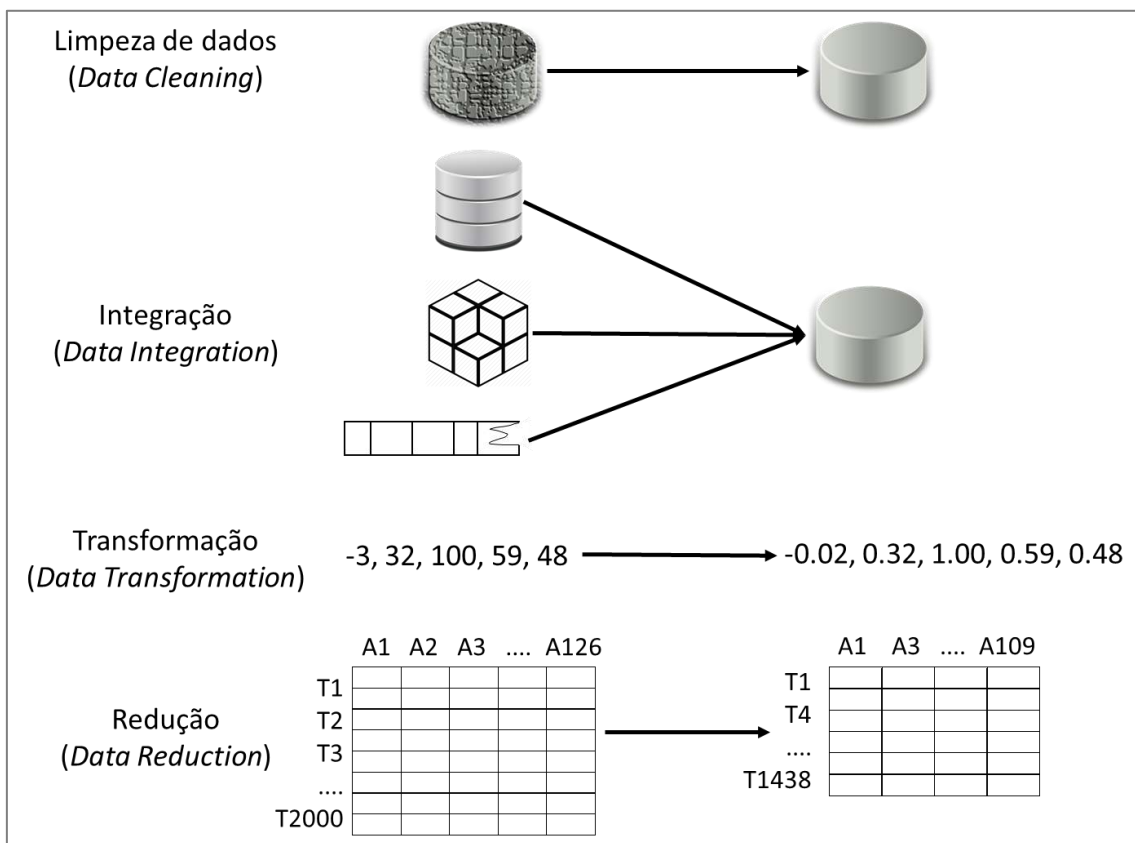 Limpeza de dados
(Data Cleaning)
Integração
(Data Integration)
Transformação
(Data Transformation)
-3, 32, 100, 59, 48
-0.02, 0.32, 1.00, 0.59, 0.48
Redução
(Data Reduction)
A1 A2 A3 .... A126
T1
T2
T3
....
T2000
A1 A3 .... A109
T1
T4
....
T1438